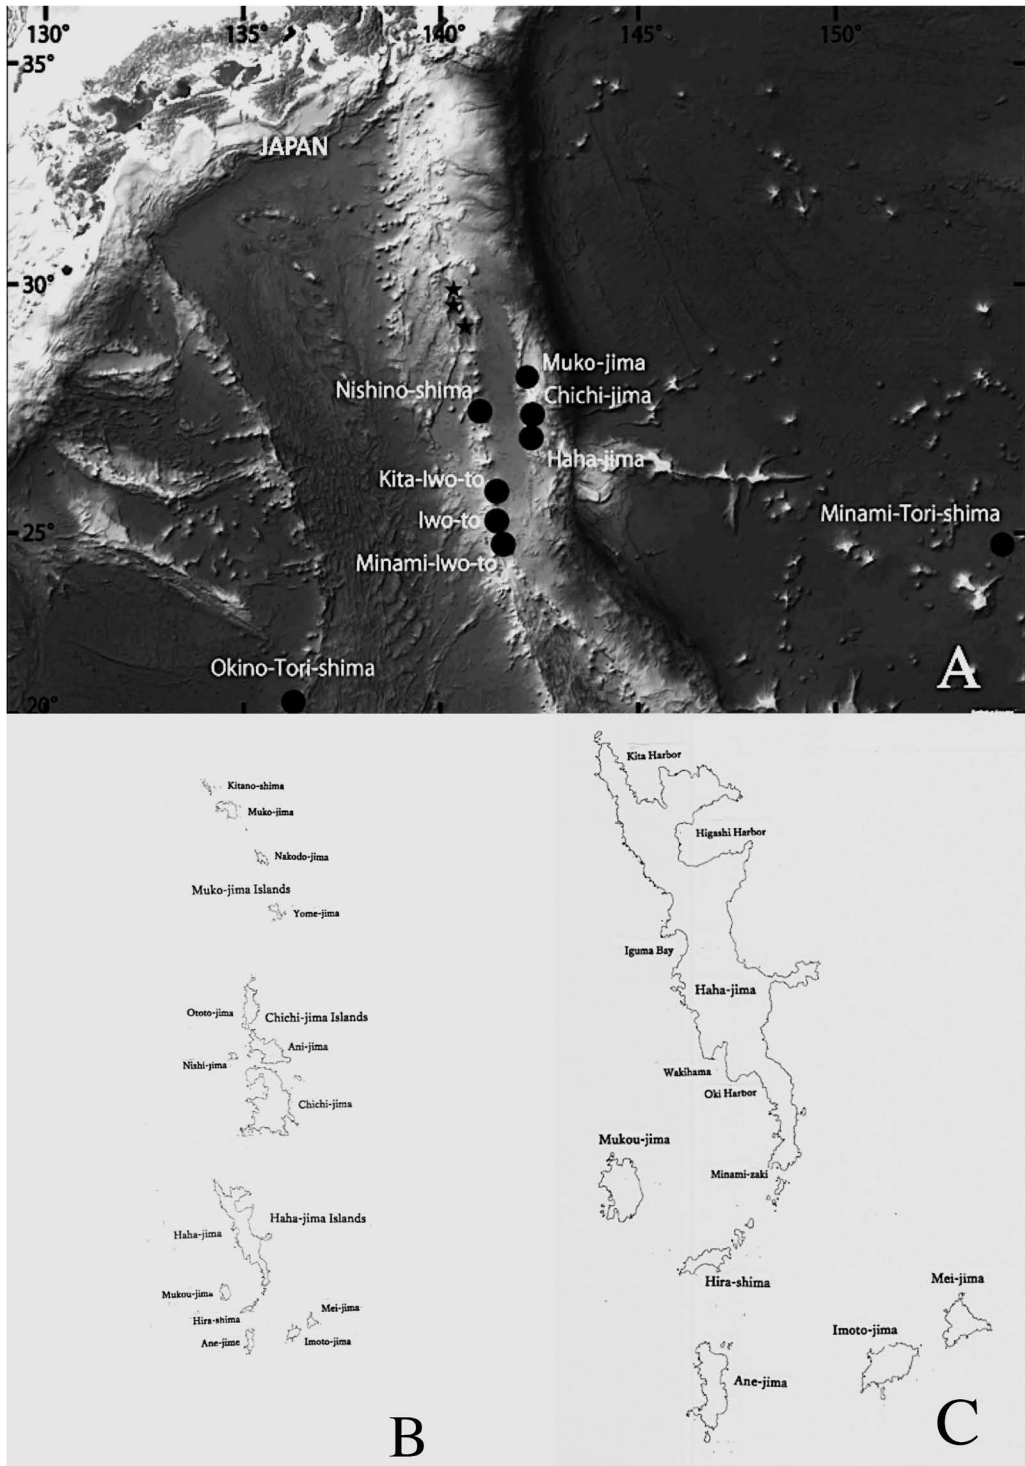 130°
135°
140°
145°
150°
35°
JAPAN
30°
Muko-jima
Nishino-shima
Chichi-jima
Haha-jima
Kita-Iwo-to
Iwo-to
Minami-Tori-shima
25°
Minami-Iwo-to
Okino-Tori-shima
A
20°
Kitano-shima
Muko-jima
Nakodo-jima
Muko-jima Islands
Yome-jima
Ototo-jima
Chichi-jima Islands
Ani-jima
Nishi-jima
Chichi-jima
Haha-jima Islands
Haha-jima
Mukou-jima
Mei-jima
Hira-shima
Ane-jime
Imoto-jima
B
Kita Harbor
Higashi Harbor
Iguma Bay
Haha-jima
Wakihama
Oki Harbor
Mukou-jima
Minami-zaki
Hira-shima
Mei-jima
Imoto-jima
Ane-jima
C